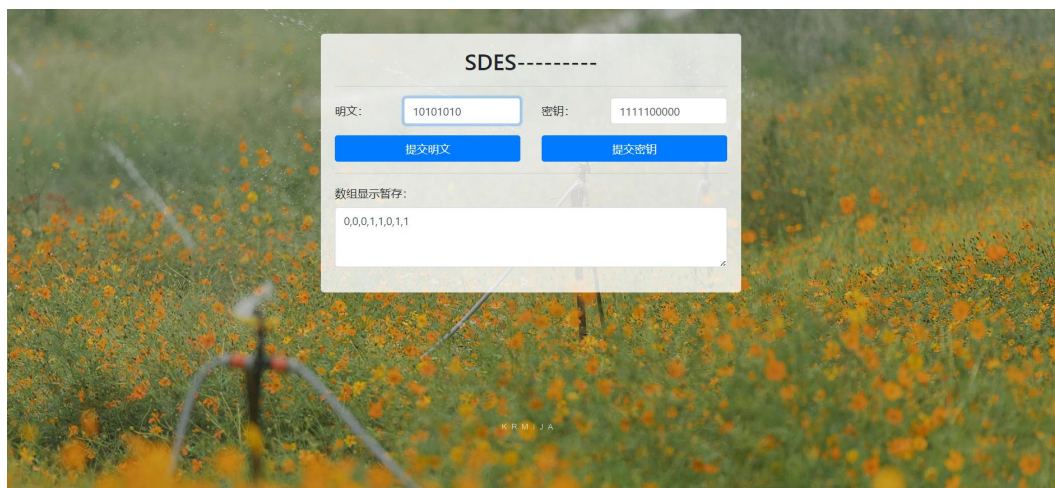 SDES---------
明文： 10101010 密钥： 1111100000
提交明文 提交密钥
数组显示暂存：
0,0,0,1,1,0,1,1
KRMIJA